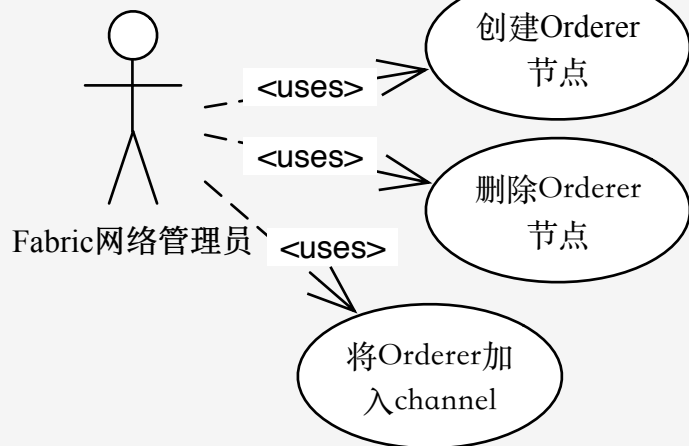 创建Orderer
节点
<uses>
<uses>
删除Orderer
节点
Fabric网络管理员
<uses>
将Orderer加
入channel